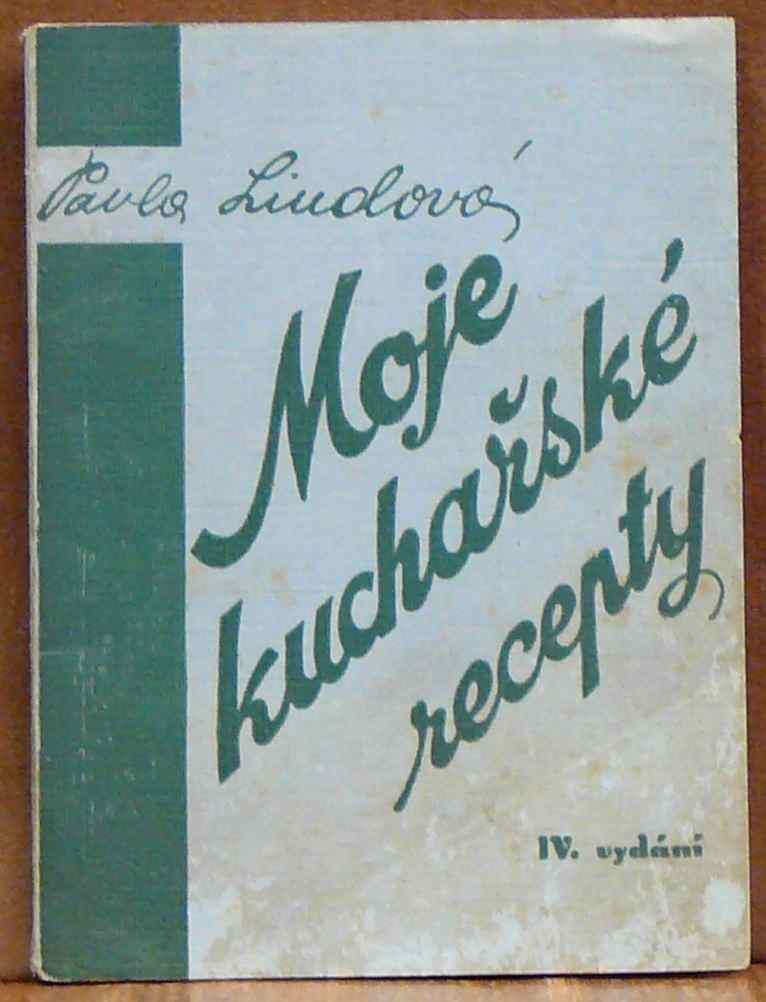 Pavla Lindová
Moje
kuchařské
recepty
IV. vydání